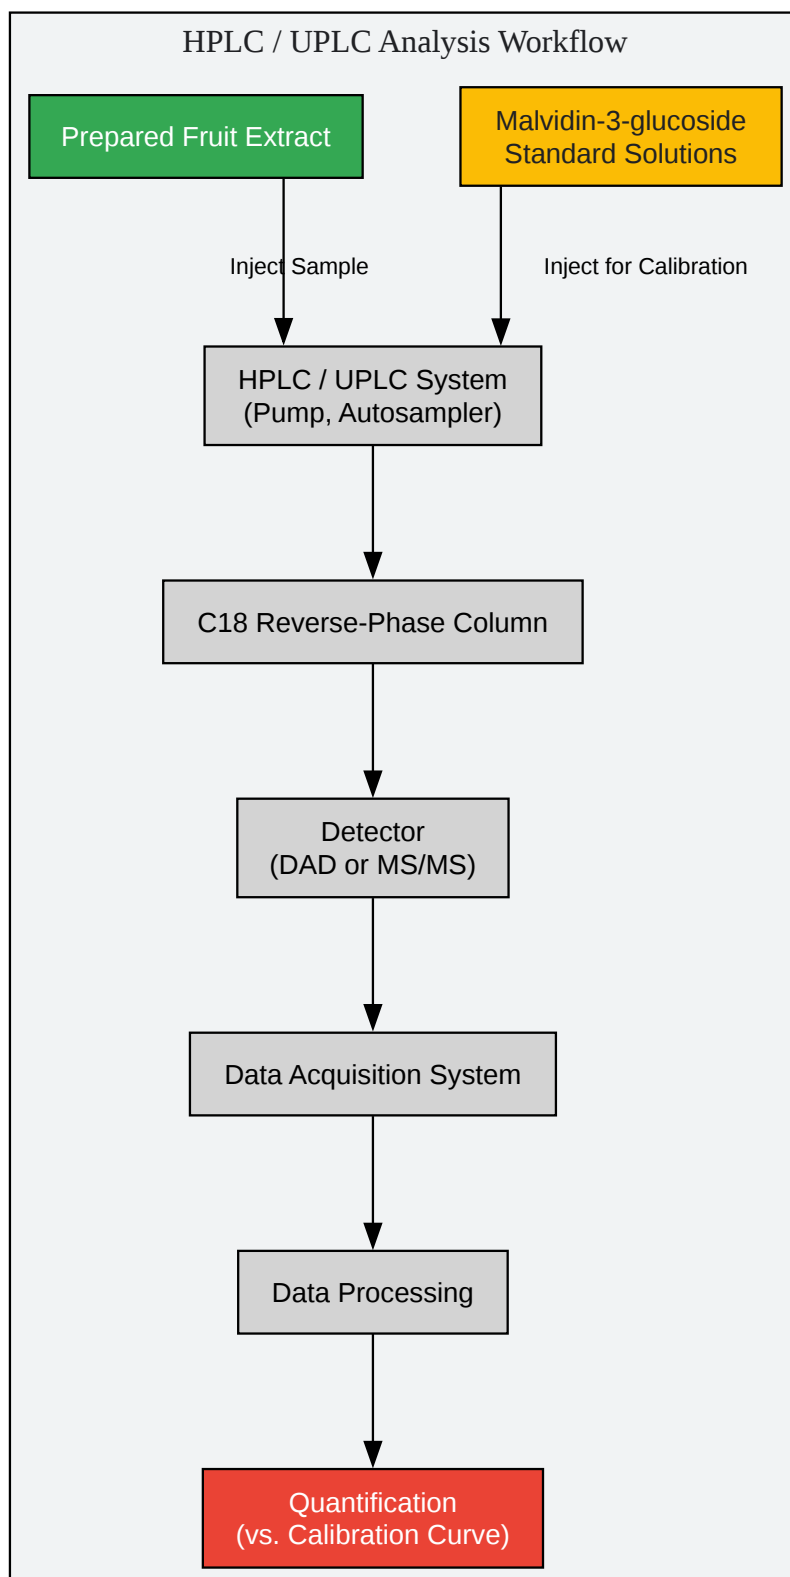 HPLC / UPLC Analysis Workflow
Prepared Fruit Extract
Malvidin-3-glucoside
Standard Solutions
Inject Sample
Inject for Calibration
HPLC / UPLC System
(Pump, Autosampler)
C18 Reverse-Phase Column
Detector
(DAD or MS/MS)
Data Acquisition System
Data Processing
Quantification
(vs. Calibration Curve)